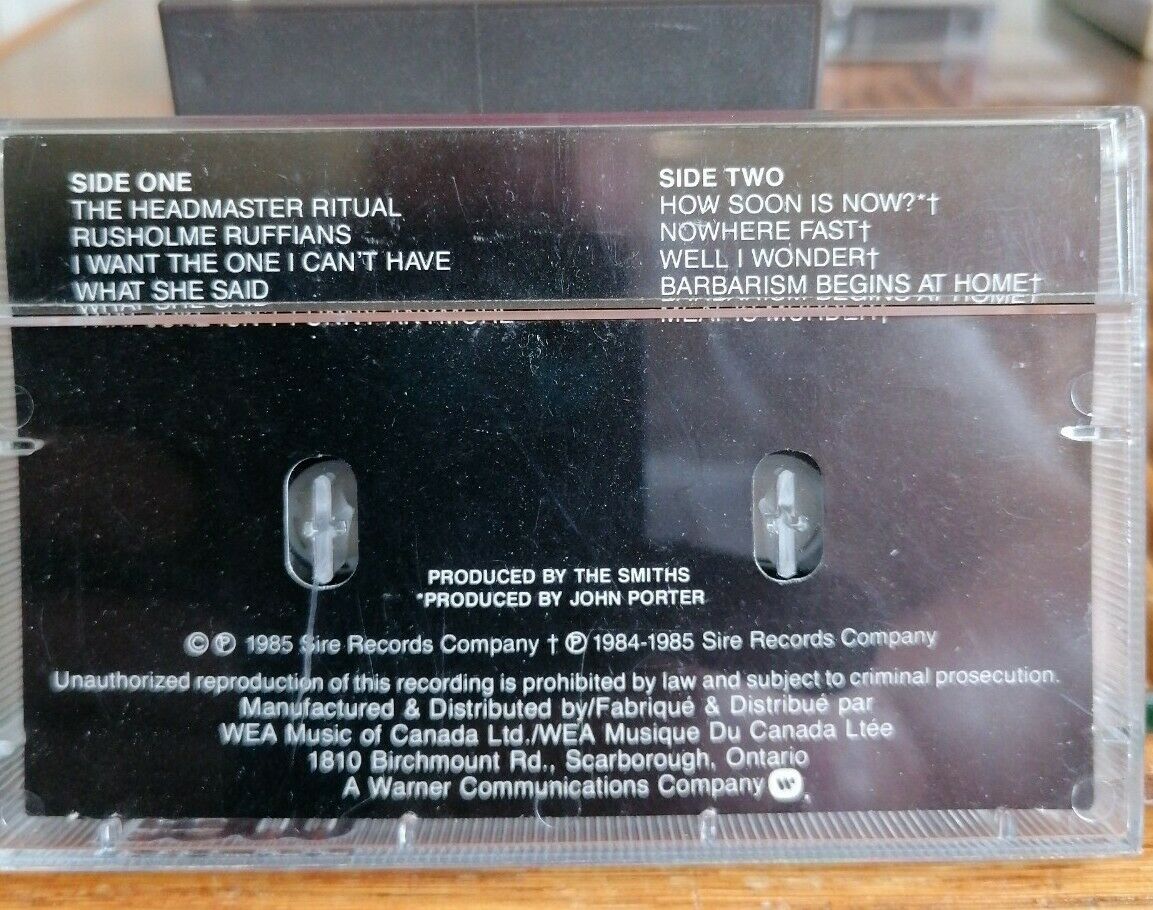 SIDE ONE
THE HEADMASTER RITUAL
RUSHOLME RUFFIANS
I WANT THE ONE I CAN'T HAVE
WHAT SHE SAID
SIDE TWO
HOW SOON IS NOW?*†
NOWHERE FAST†
WELL I WONDER†
BARBARISM BEGINS AT HOME†
MEAT IS MURDER†
PRODUCED BY THE SMITHS
*PRODUCED BY JOHN PORTER
©℗ 1985 Sire Records Company † ℗ 1984-1985 Sire Records Company
Unauthorized reproduction of this recording is prohibited by law and subject to criminal prosecution.
Manufactured & Distributed by/Fabriqué & Distribué par
WEA Music of Canada Ltd./WEA Musique Du Canada Ltée
1810 Birchmount Rd., Scarborough, Ontario
A Warner Communications Company W